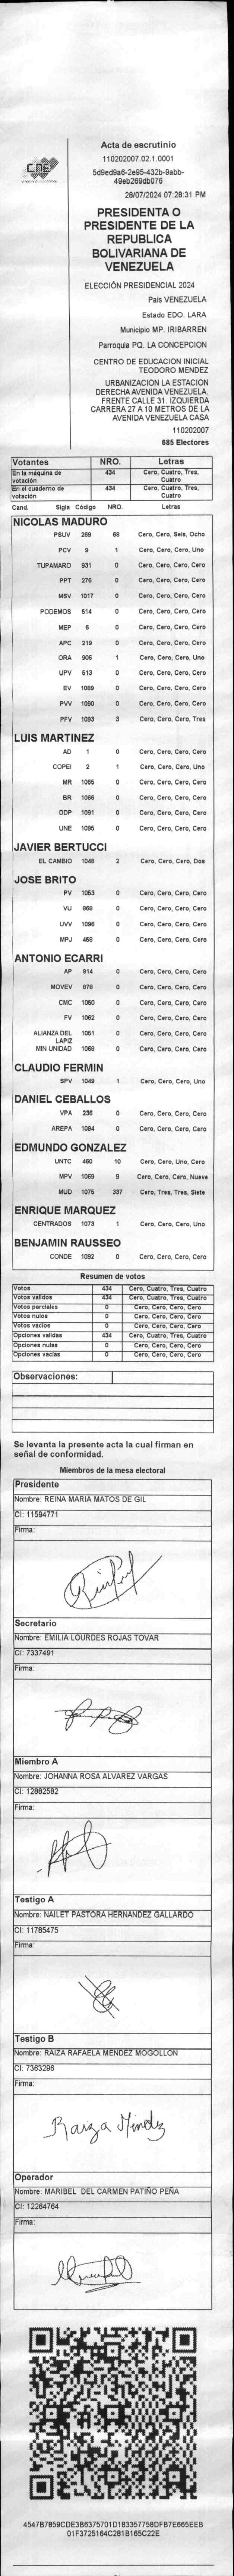 CNE
Acta de escrutinio
110202007.02.1.0001
5d9ed9a6-2e95-432b-9abb-
49eb269db076
28/07/2024 07:28:31 PM
PRESIDENTA O
PRESIDENTE DE LA
REPUBLICA
BOLIVARIANA DE
VENEZUELA
ELECCIÓN PRESIDENCIAL 2024
Pais VENEZUELA
Estado EDO. LARA
Municipio MP. IRIBARREN
Parroquia PQ. LA CONCEPCION
CENTRO DE EDUCACION INICIAL
TEODORO MENDEZ
URBANIZACION LA ESTACION
DERECHA AVENIDA VENEZUELA.
FRENTE CALLE 31. IZQUIERDA
CARRERA 27 A 10 METROS DE LA
AVENIDA VENEZUELA CASA
110202007
685 Electores
Votantes NRO. Letras
En la máquina de votación 434 Cero, Cuatro, Tres, Cuatro
En el cuaderno de votación 434 Cero, Cuatro, Tres, Cuatro
Cand. Sigla Código NRO. Letras
NICOLAS MADURO
PSUV 269 68 Cero, Cero, Seis, Ocho
PCV 9 1 Cero, Cero, Cero, Uno
TUPAMARO 931 0 Cero, Cero, Cero, Cero
PPT 276 0 Cero, Cero, Cero, Cero
MSV 1017 0 Cero, Cero, Cero, Cero
PODEMOS 514 0 Cero, Cero, Cero, Cero
MEP 6 0 Cero, Cero, Cero, Cero
APC 219 0 Cero, Cero, Cero, Cero
ORA 906 1 Cero, Cero, Cero, Uno
UPV 513 0 Cero, Cero, Cero, Cero
EV 1089 0 Cero, Cero, Cero, Cero
PVV 1090 0 Cero, Cero, Cero, Cero
PFV 1093 3 Cero, Cero, Cero, Tres
LUIS MARTINEZ
AD 1 0 Cero, Cero, Cero, Cero
COPEI 2 1 Cero, Cero, Cero, Uno
MR 1065 0 Cero, Cero, Cero, Cero
BR 1066 0 Cero, Cero, Cero, Cero
DDP 1091 0 Cero, Cero, Cero, Cero
UNE 1095 0 Cero, Cero, Cero, Cero
JAVIER BERTUCCI
EL CAMBIO 1048 2 Cero, Cero, Cero, Dos
JOSE BRITO
PV 1053 0 Cero, Cero, Cero, Cero
VU 868 0 Cero, Cero, Cero, Cero
UVV 1096 0 Cero, Cero, Cero, Cero
MPJ 459 0 Cero, Cero, Cero, Cero
ANTONIO ECARRI
AP 814 0 Cero, Cero, Cero, Cero
MOVEV 878 0 Cero, Cero, Cero, Cero
CMC 1050 0 Cero, Cero, Cero, Cero
FV 1062 0 Cero, Cero, Cero, Cero
ALIANZA DEL LAPIZ 1051 0 Cero, Cero, Cero, Cero
MIN UNIDAD 1068 0 Cero, Cero, Cero, Cero
CLAUDIO FERMIN
SPV 1049 1 Cero, Cero, Cero, Uno
DANIEL CEBALLOS
VPA 236 0 Cero, Cero, Cero, Cero
AREPA 1094 0 Cero, Cero, Cero, Cero
EDMUNDO GONZALEZ
UNTC 460 10 Cero, Cero, Uno, Cero
MPV 1069 9 Cero, Cero, Cero, Nueve
MUD 1075 337 Cero, Tres, Tres, Siete
ENRIQUE MARQUEZ
CENTRADOS 1073 1 Cero, Cero, Cero, Uno
BENJAMIN RAUSSEO
CONDE 1092 0 Cero, Cero, Cero, Cero
Resumen de votos
Votos 434 Cero, Cuatro, Tres, Cuatro
Votos validos 434 Cero, Cuatro, Tres, Cuatro
Votos parciales 0 Cero, Cero, Cero, Cero
Votos nulos 0 Cero, Cero, Cero, Cero
Votos vacios 0 Cero, Cero, Cero, Cero
Opciones validas 434 Cero, Cuatro, Tres, Cuatro
Opciones nulas 0 Cero, Cero, Cero, Cero
Opciones vacias 0 Cero, Cero, Cero, Cero
Observaciones:
Se levanta la presente acta la cual firman en
señal de conformidad.
Miembros de la mesa electoral
Presidente
Nombre: REINA MARIA MATOS DE GIL
CI: 11594771
Firma:
Secretario
Nombre: EMILIA LOURDES ROJAS TOVAR
CI: 7337491
Firma:
Miembro A
Nombre: JOHANNA ROSA ALVAREZ VARGAS
CI: 12882582
Firma:
Testigo A
Nombre: NAILET PASTORA HERNANDEZ GALLARDO
CI: 11785475
Firma:
Testigo B
Nombre: RAIZA RAFAELA MENDEZ MOGOLLON
CI: 7363296
Firma:
Raiza Mendez
Operador
Nombre: MARIBEL DEL CARMEN PATIÑO PEÑA
CI: 12264764
Firma:
4547B7859CDE3B6375701D183357758DFB7E665EEB
01F3725164C281B165C22E